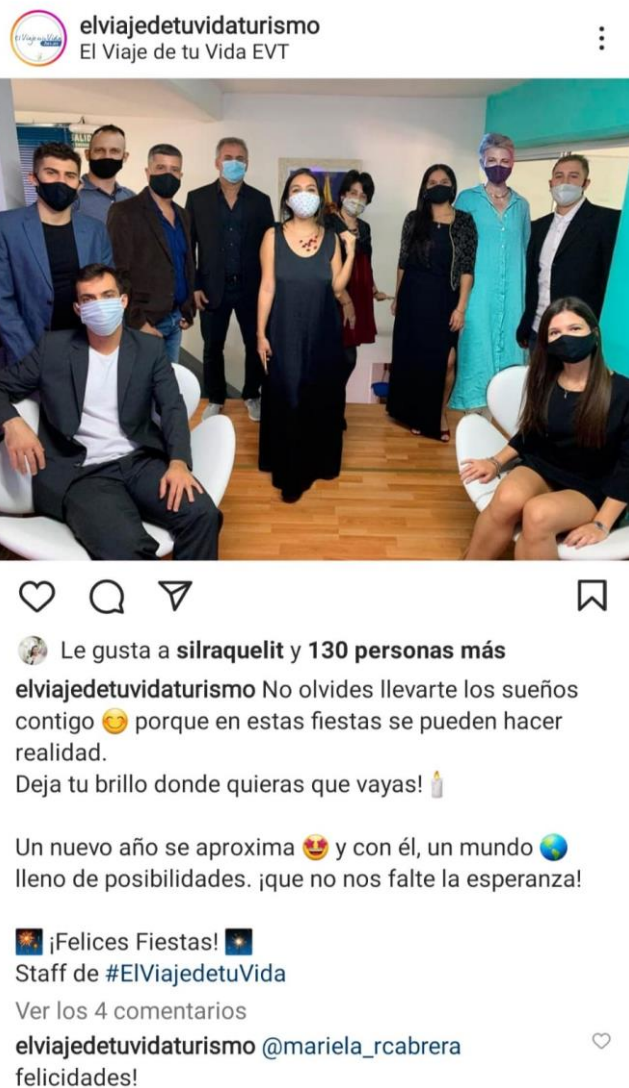 elviajedetuvidaturismo
El Viaje de tu Vida EVT
Le gusta a silraquelit y 130 personas más
elviajedetuvidaturismo No olvides llevarte los sueños
contigo 😊 porque en estas fiestas se pueden hacer
realidad.
Deja tu brillo donde quieras que vayas! 🕯️
Un nuevo año se aproxima 🤩 y con él, un mundo 🌎
lleno de posibilidades. ¡que no nos falte la esperanza!
🎇 ¡Felices Fiestas! 🎇
Staff de #ElViajedetuVida
Ver los 4 comentarios
elviajedetuvidaturismo @mariela_rcabrera
felicidades!